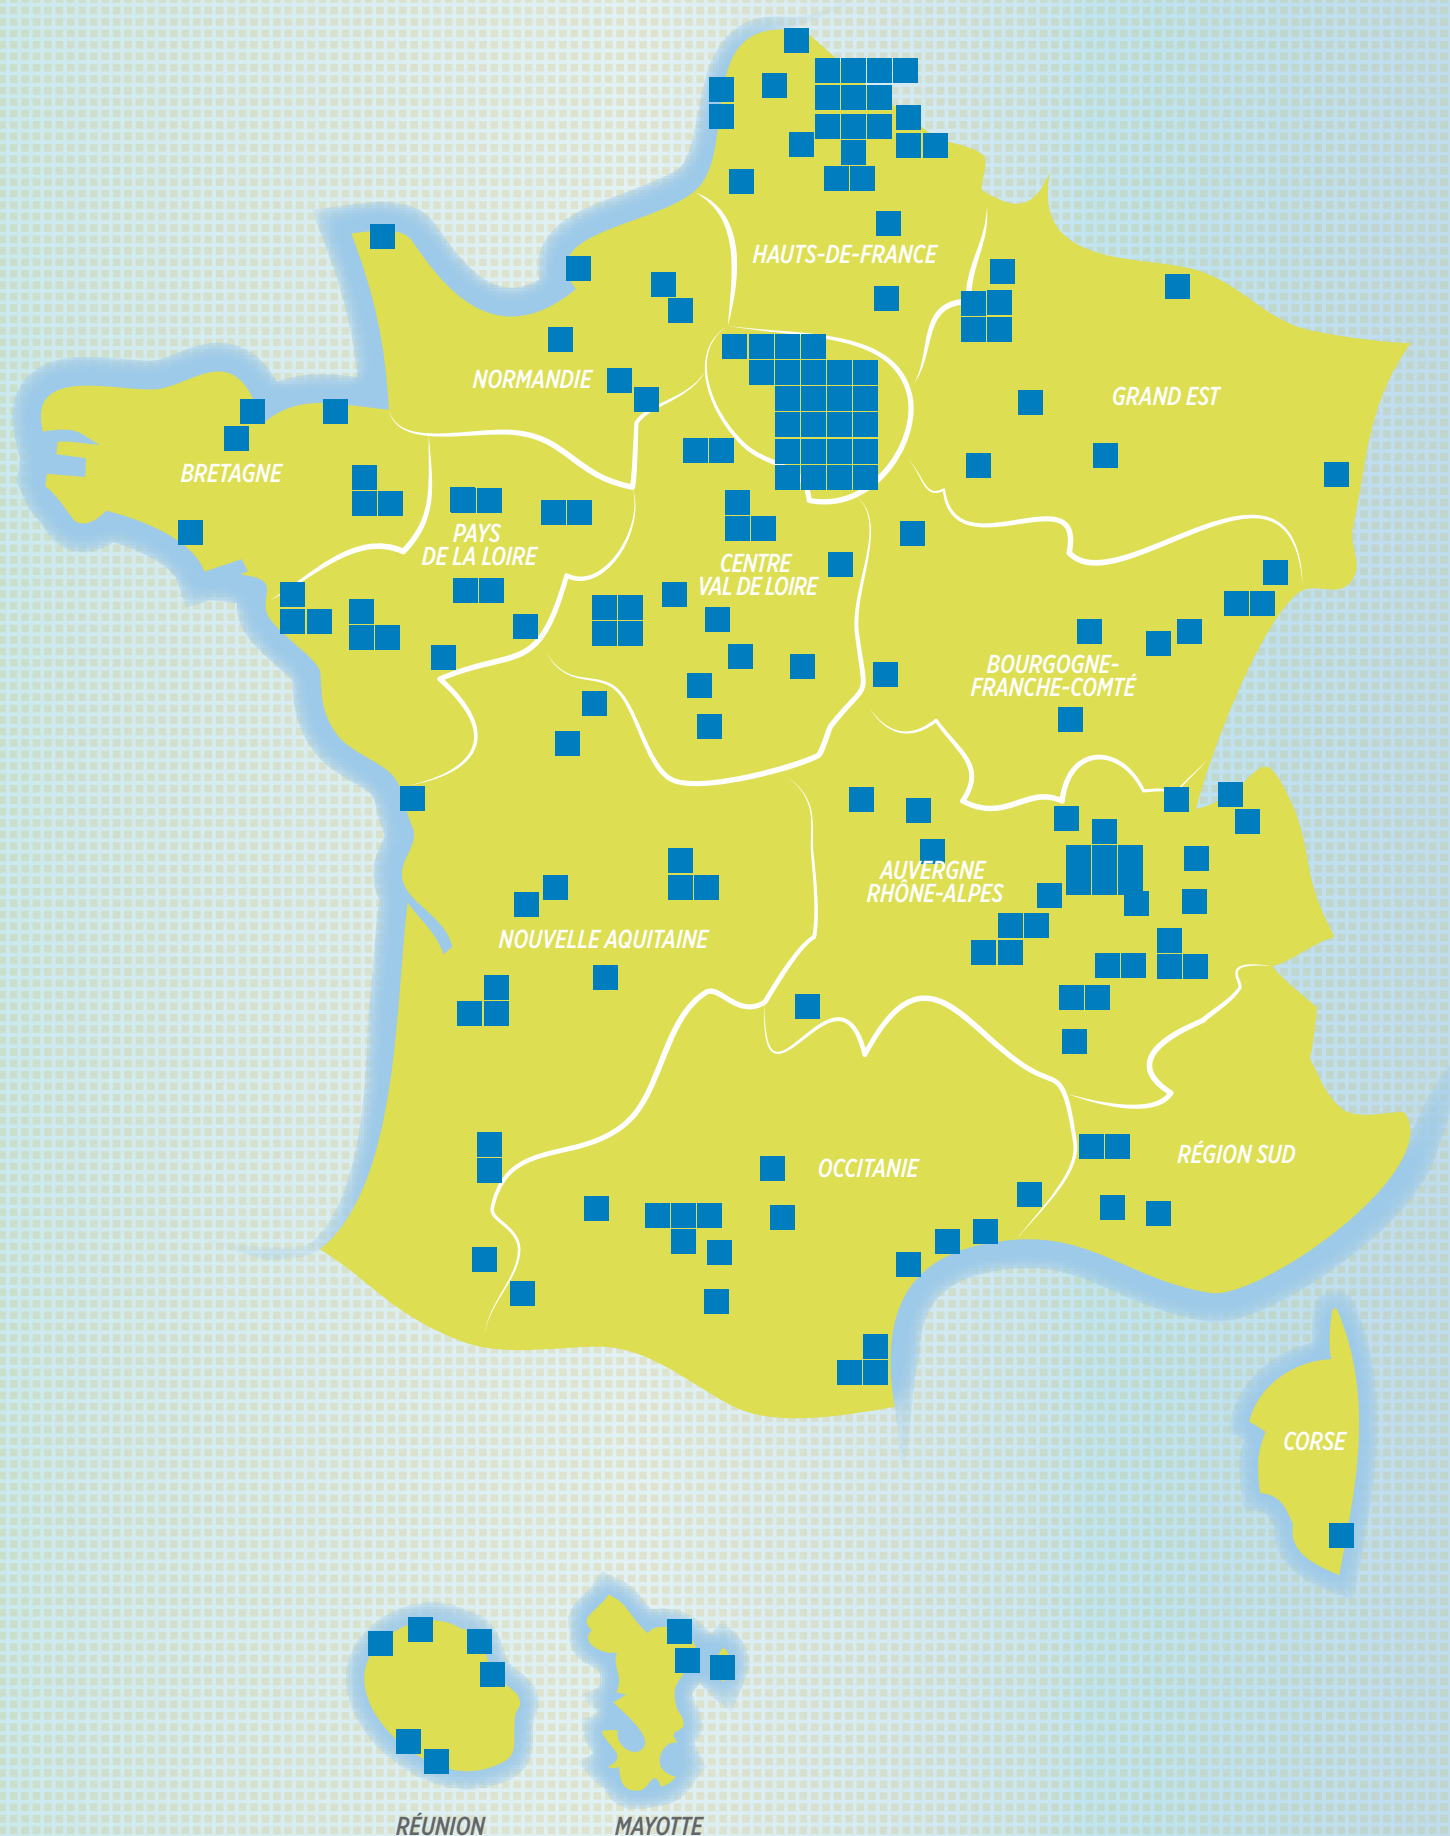 HAUTS-DE-FRANCE
NORMANDIE
GRAND EST
BRETAGNE
PAYS
DE LA LOIRE
CENTRE
VAL DE LOIRE
BOURGOGNE-
FRANCHE-COMTÉ
AUVERGNE
RHÔNE-ALPES
NOUVELLE AQUITAINE
OCCITANIE
RÉGION SUD
CORSE
RÉUNION
MAYOTTE